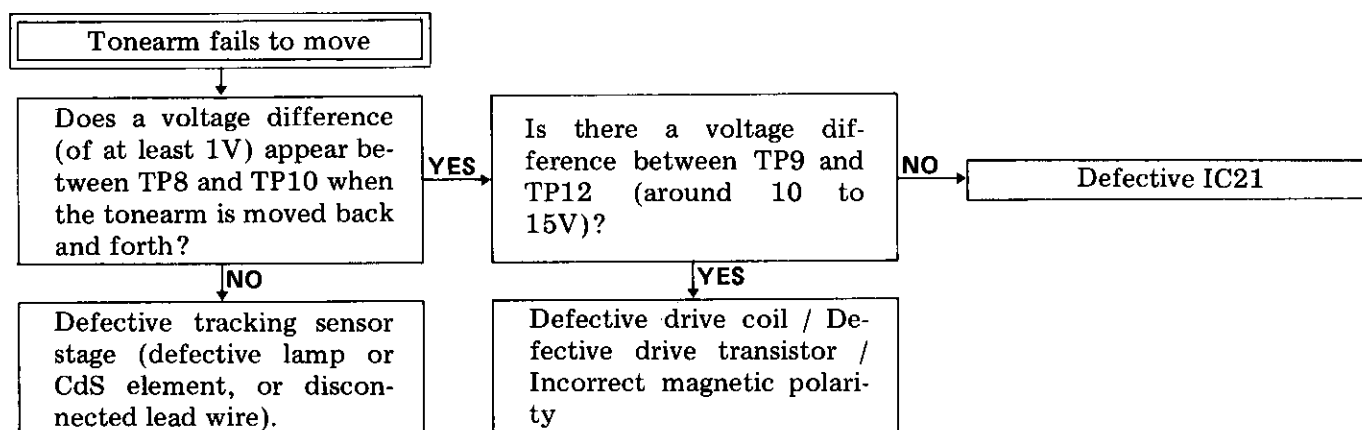 Tonearm fails to move
Does a voltage difference
(of at least 1V) appear be-
tween TP8 and TP10 when
the tonearm is moved back
and forth?
YES
Is there a voltage dif-
ference between TP9 and
TP12 (around 10 to
15V)?
NO
Defective IC21
NO
Defective tracking sensor
stage (defective lamp or
CdS element, or discon-
nected lead wire).
YES
Defective drive coil / De-
fective drive transistor /
Incorrect magnetic polari-
ty